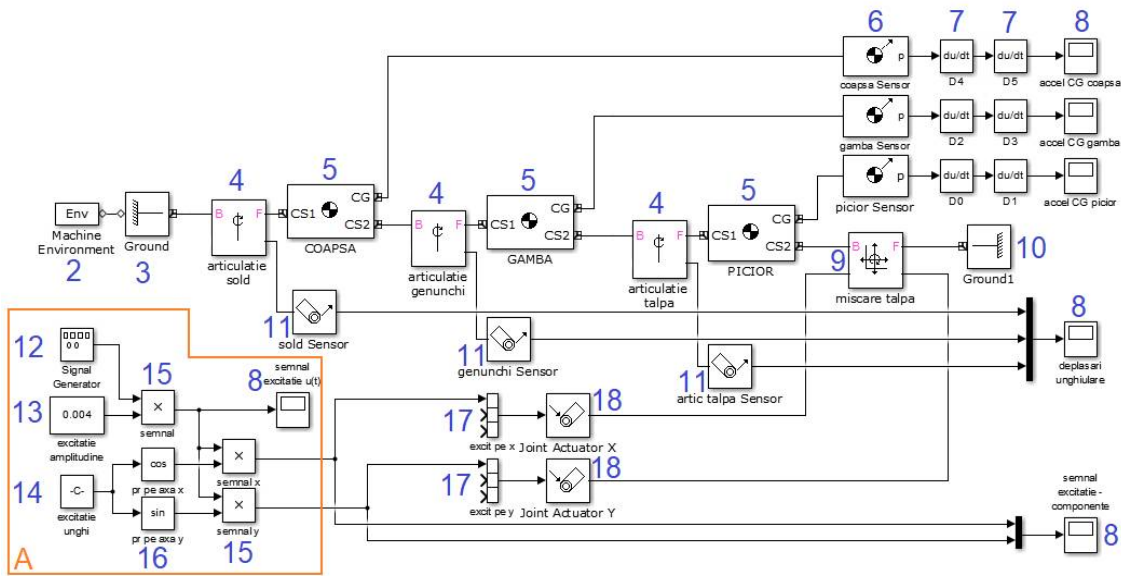 6 7 7 8
p du/dt du/dt
coapsa Sensor D4 D5 accel CG coapsa
p du/dt du/dt
gamba Sensor D2 D3 accel CG gamba
p du/dt du/dt
picior Sensor D0 D1 accel CG picior
5
4 CG
Env B F CS1 CS2
Machine
Environment
2
Ground
3
articulatie
sold
COAPSA
5
4 CG
B F CS1 CS2
articulatie
genunchi
GAMBA
5
4 CG
B F CS1 CS2
articulatie
talpa
PICIOR
B F
9
miscare talpa
Ground1
10
11
sold Sensor
11
genunchi Sensor
11
artic talpa Sensor
8
deplasari
unghiulare
12
Signal
Generator
13 0.004
excitatie
amplitudine
14 -C-
excitatie
unghi
15
×
semnal
8 semnal
excitatie u(t)
cos
pr pe axa x
sin
pr pe axa y
16
×
semnal x
×
semnal y
15
A
17
excit pe x
18
Joint Actuator X
17
excit pe y
18
Joint Actuator Y
semnal
excitatie -
componente
8